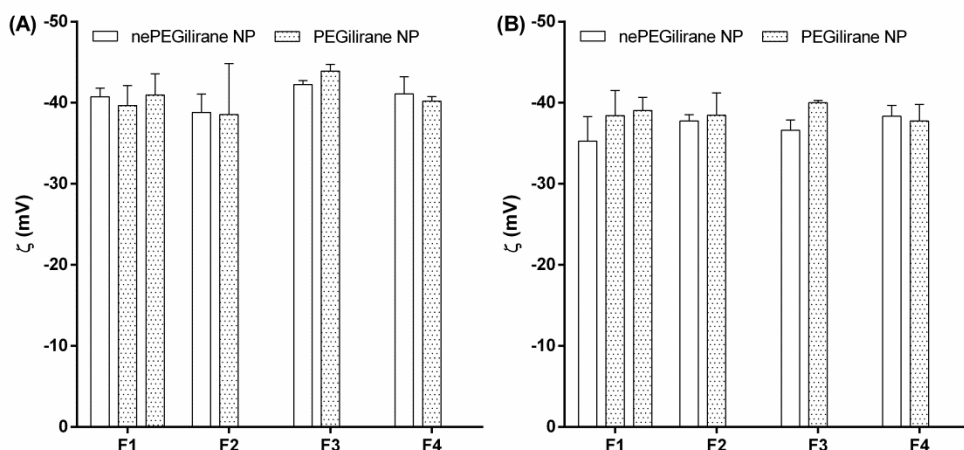 (A)
nePEGilirane NP
PEGilirane NP
ζ (mV)
-50
-40
-30
-20
-10
0
F1
F2
F3
F4
(B)
nePEGilirane NP
PEGilirane NP
ζ (mV)
-50
-40
-30
-20
-10
0
F1
F2
F3
F4